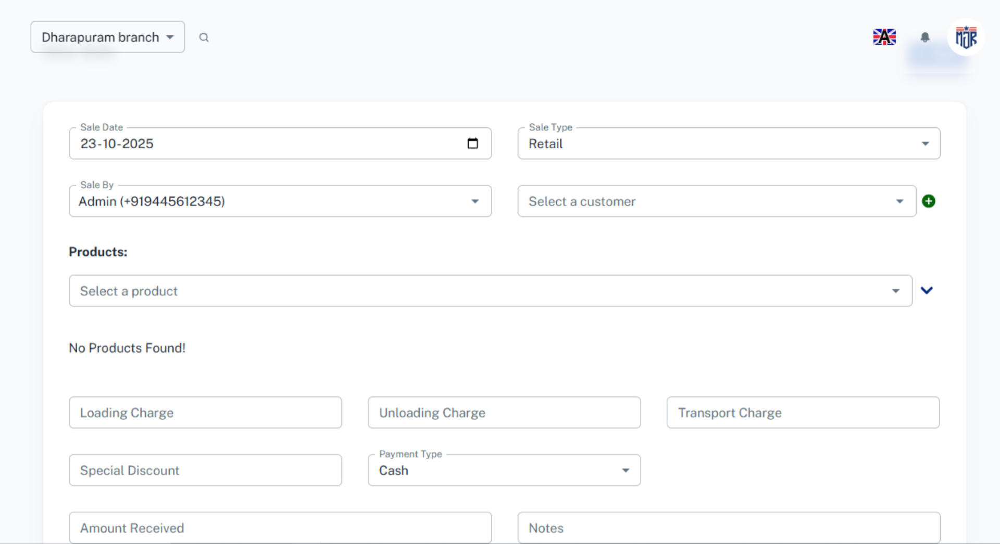 Dharapuram branch
A
MJR
Sale Date
23-10-2025
Sale Type
Retail
Sale By
Admin (+919445612345)
Select a customer
Products:
Select a product
No Products Found!
Loading Charge
Unloading Charge
Transport Charge
Special Discount
Payment Type
Cash
Amount Received
Notes